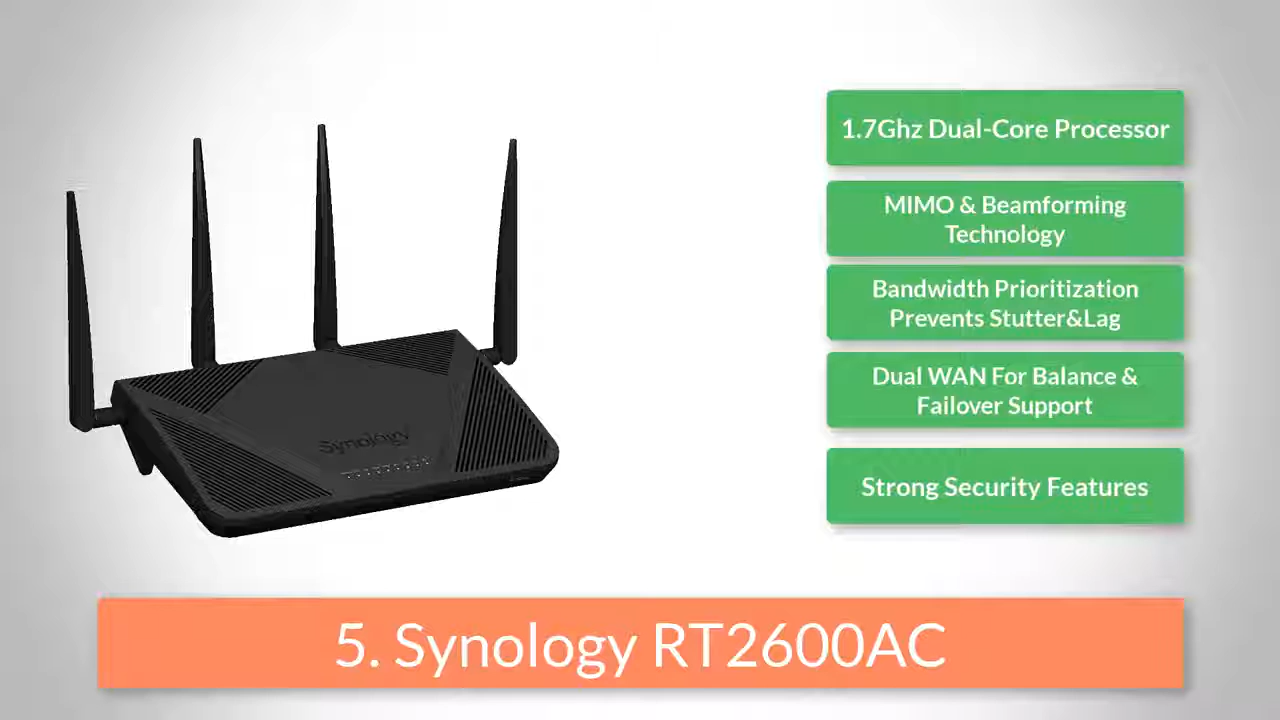 1.7Ghz Dual-Core Processor
MIMO & Beamforming
Technology
Bandwidth Prioritization
Prevents Stutter&Lag
Dual WAN For Balance &
Failover Support
Strong Security Features
Synology
5. Synology RT2600AC